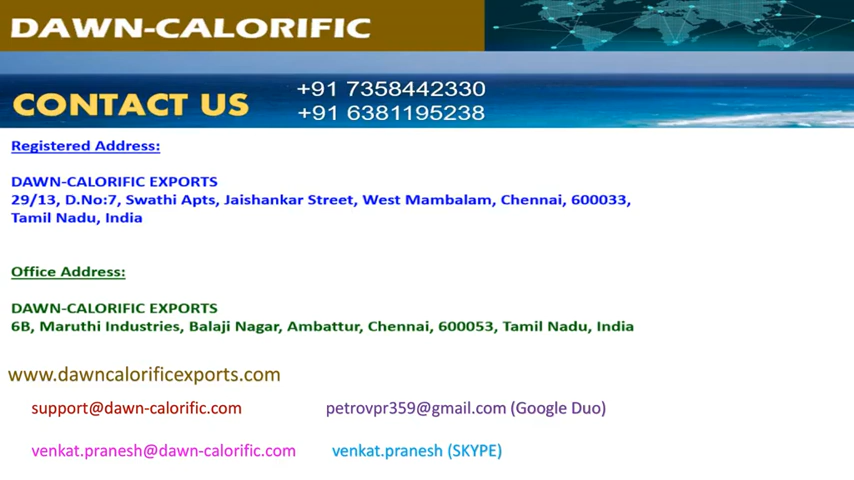 DAWN-CALORIFIC
CONTACT US
+91 7358442330
+91 6381195238
Registered Address:
DAWN-CALORIFIC EXPORTS
29/13, D.No:7, Swathi Apts, Jaishankar Street, West Mambalam, Chennai, 600033,
Tamil Nadu, India
Office Address:
DAWN-CALORIFIC EXPORTS
6B, Maruthi Industries, Balaji Nagar, Ambattur, Chennai, 600053, Tamil Nadu, India
www.dawncalorificexports.com
support@dawn-calorific.com petrovpr359@gmail.com (Google Duo)
venkat.pranesh@dawn-calorific.com venkat.pranesh (SKYPE)